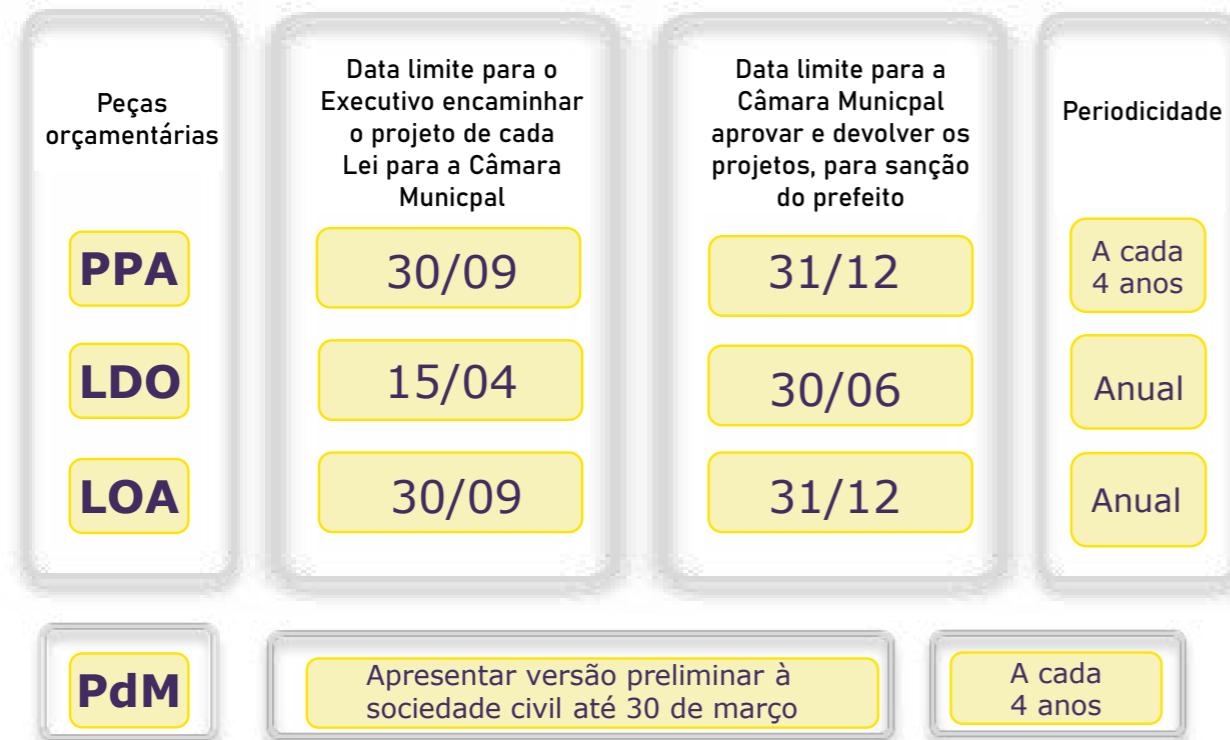 Peças
orçamentárias
Data limite para o
Executivo encaminhar
o projeto de cada
Lei para a Câmara
Municpal
Data limite para a
Câmara Municpal
aprovar e devolver os
projetos, para sanção
do prefeito
Periodicidade
PPA
30/09
31/12
A cada
4 anos
LDO
15/04
30/06
Anual
LOA
30/09
31/12
Anual
PdM
Apresentar versão preliminar à
sociedade civil até 30 de março
A cada
4 anos